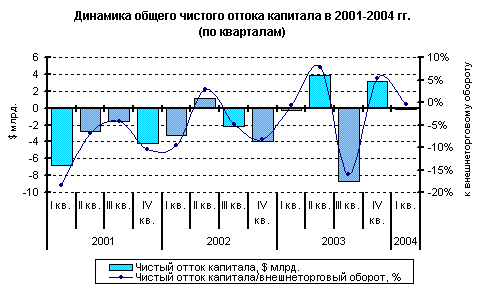 Динамика общего чистого оттока капитала в 2001-2004 гг.
(по кварталам)
6
4
2
0
-2
-4
-6
-8
-10
$ млрд.
10%
5%
0%
-5%
-10%
-15%
-20%
к внешнеторговому обороту
I кв. II кв. III кв. IV кв. I кв. II кв. III кв. IV кв. I кв. II кв. III кв. IV кв. I кв.
2001 2002 2003 2004
Чистый отток капитала, $ млрд.
Чистый отток капитала/внешнеторговый оборот, %